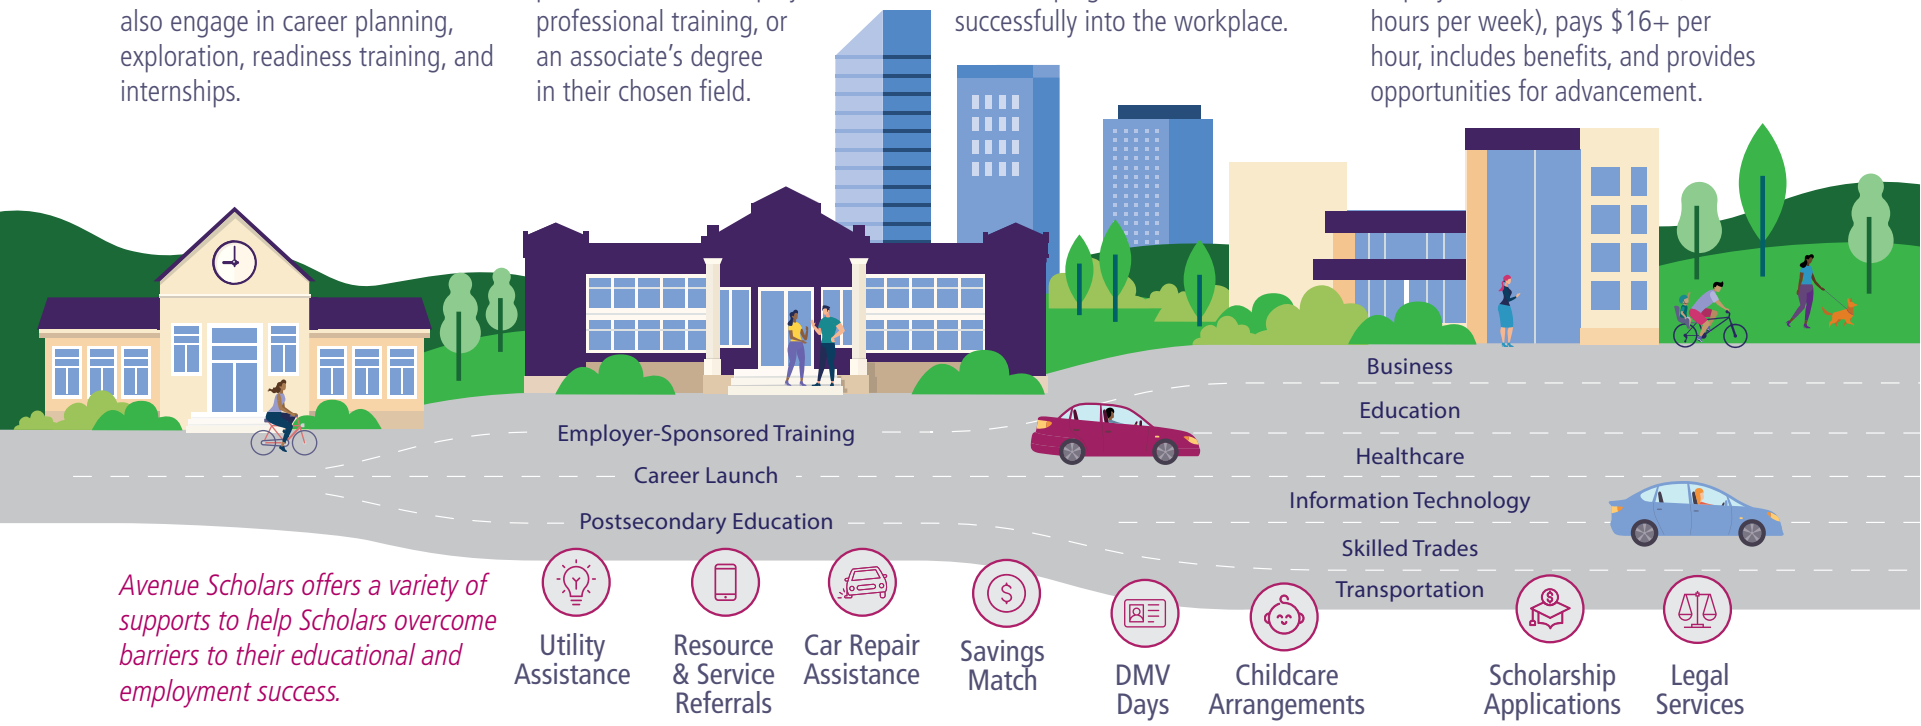 also engage in career planning,
exploration, readiness training, and
internships.
professional training, or
an associate's degree
in their chosen field.
successfully into the workplace.
hours per week), pays $16+ per
hour, includes benefits, and provides
opportunities for advancement.
Employer-Sponsored Training
Career Launch
Postsecondary Education
Business
Education
Healthcare
Information Technology
Skilled Trades
Transportation
Avenue Scholars offers a variety of
supports to help Scholars overcome
barriers to their educational and
employment success.
Utility
Assistance
Resource
& Service
Referrals
Car Repair
Assistance
Savings
Match
DMV
Days
Childcare
Arrangements
Scholarship
Applications
Legal
Services